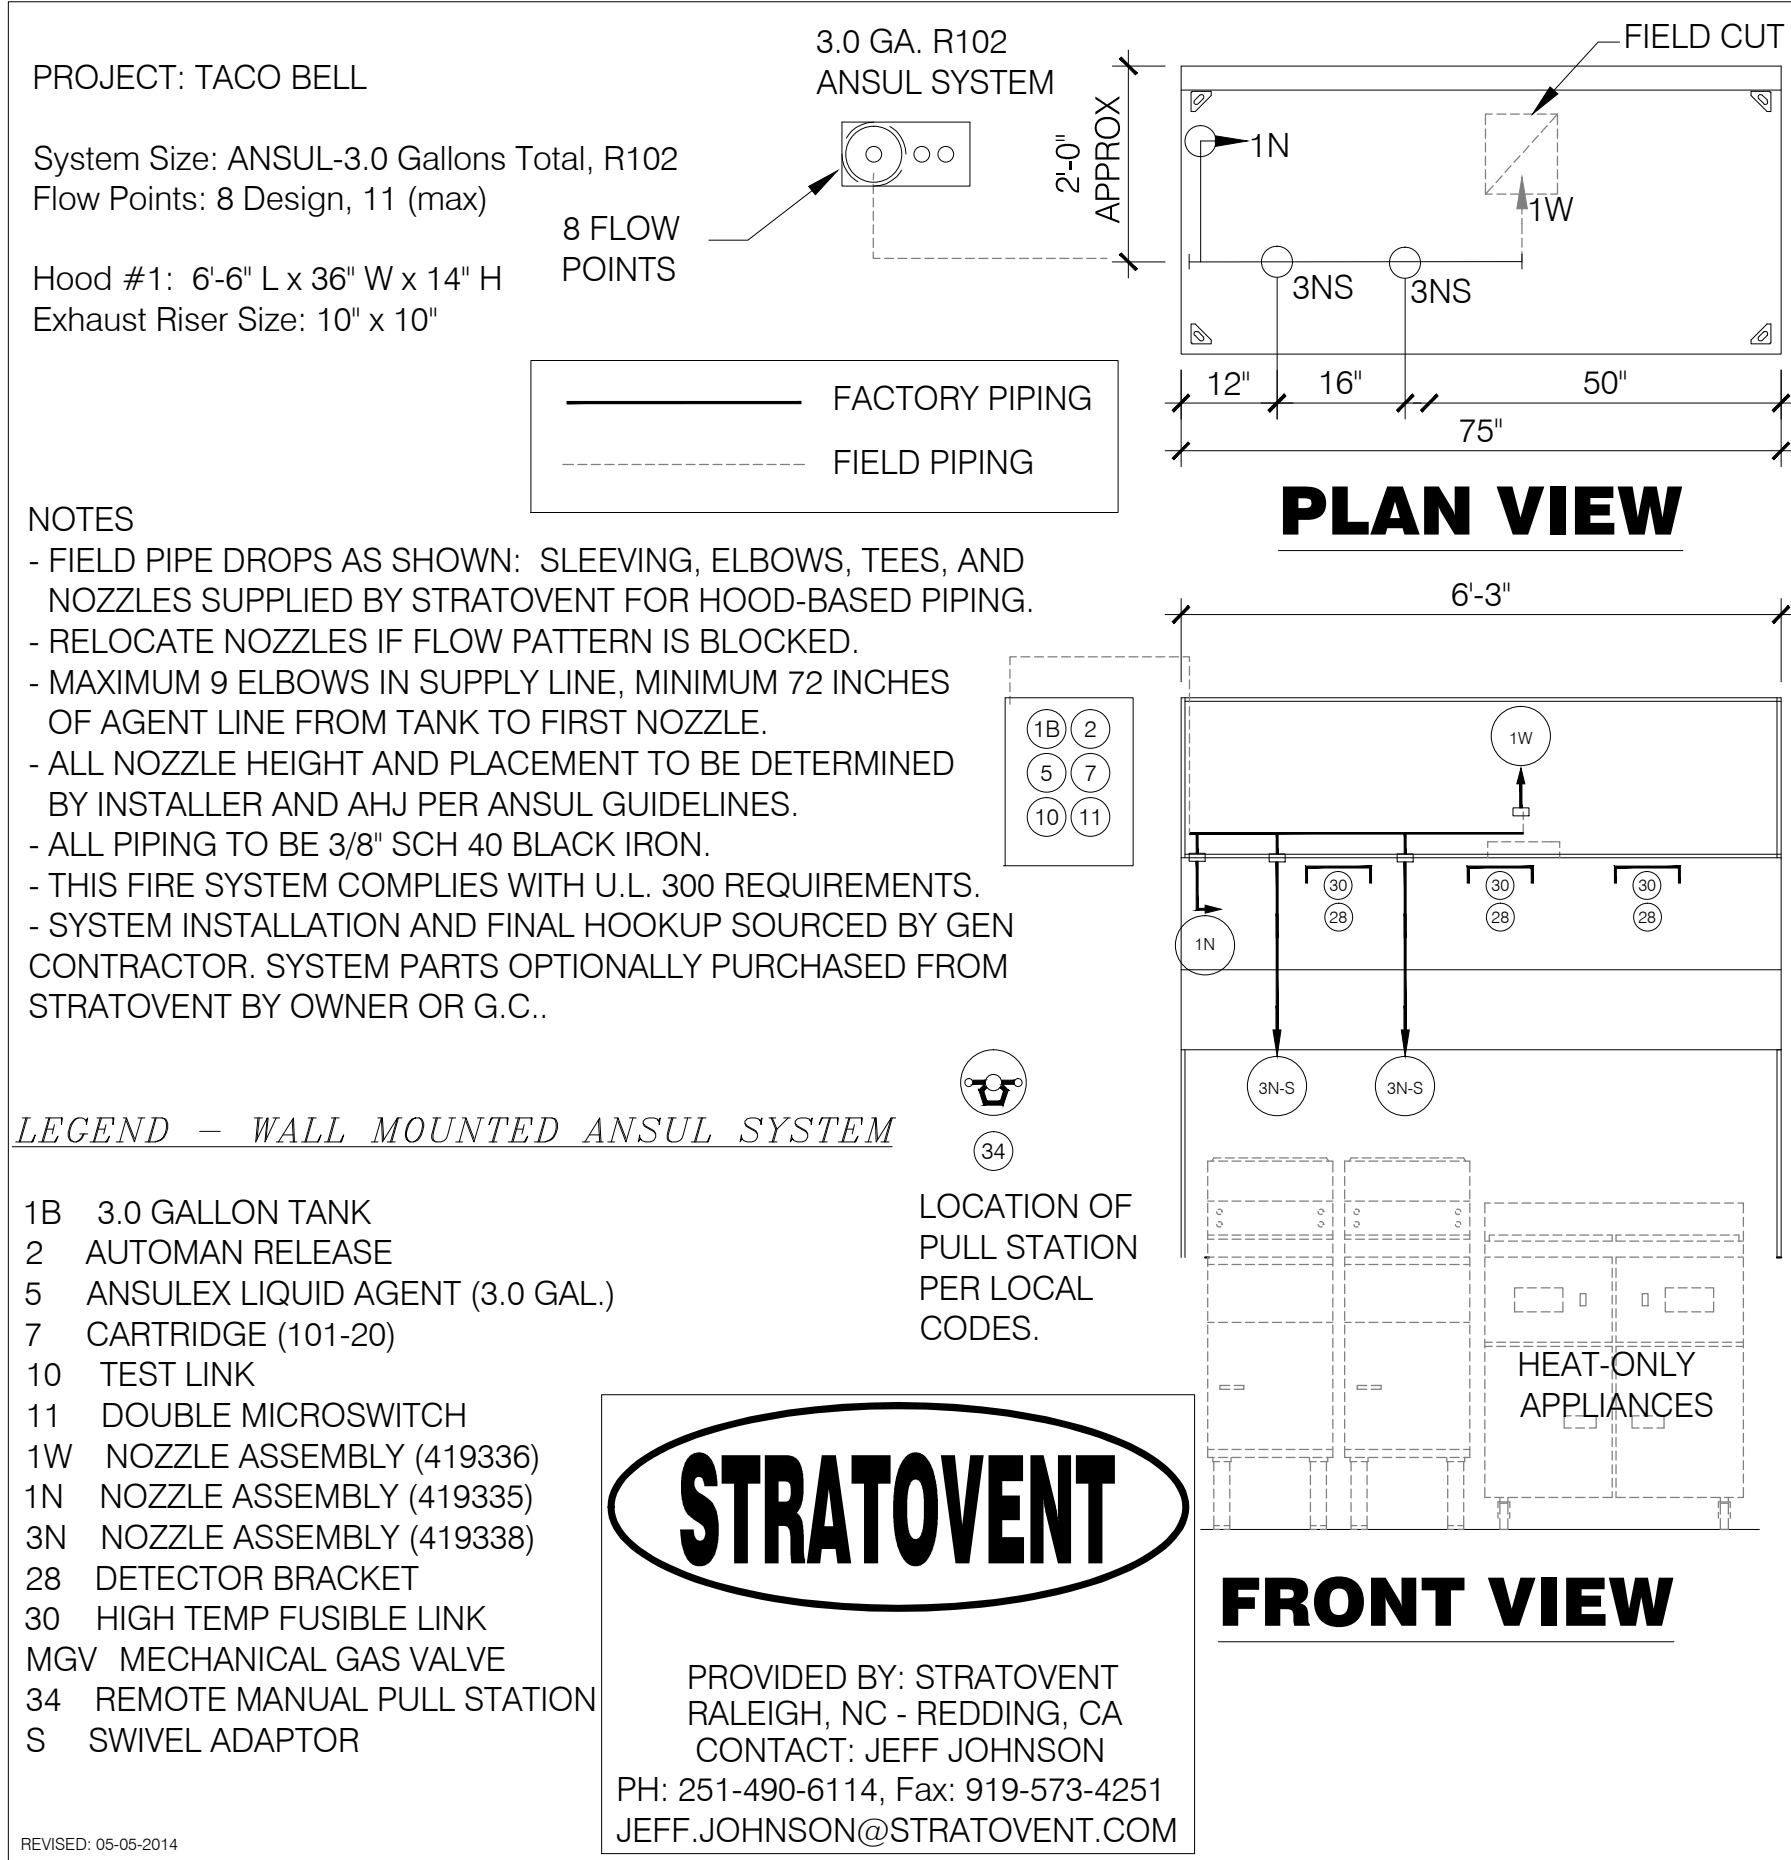 PROJECT: TACO BELL
System Size: ANSUL-3.0 Gallons Total, R102
Flow Points: 8 Design, 11 (max)
Hood #1: 6'-6" L x 36" W x 14" H
Exhaust Riser Size: 10" x 10"
3.0 GA. R102
ANSUL SYSTEM
8 FLOW
POINTS
2'-0"
APPROX
FIELD CUT
1N
1W
3NS
3NS
12"
16"
50"
75"
PLAN VIEW
FACTORY PIPING
FIELD PIPING
NOTES
- FIELD PIPE DROPS AS SHOWN: SLEEVING, ELBOWS, TEES, AND
NOZZLES SUPPLIED BY STRATOVENT FOR HOOD-BASED PIPING.
- RELOCATE NOZZLES IF FLOW PATTERN IS BLOCKED.
- MAXIMUM 9 ELBOWS IN SUPPLY LINE, MINIMUM 72 INCHES
OF AGENT LINE FROM TANK TO FIRST NOZZLE.
- ALL NOZZLE HEIGHT AND PLACEMENT TO BE DETERMINED
BY INSTALLER AND AHJ PER ANSUL GUIDELINES.
- ALL PIPING TO BE 3/8" SCH 40 BLACK IRON.
- THIS FIRE SYSTEM COMPLIES WITH U.L. 300 REQUIREMENTS.
- SYSTEM INSTALLATION AND FINAL HOOKUP SOURCED BY GEN
CONTRACTOR. SYSTEM PARTS OPTIONALLY PURCHASED FROM
STRATOVENT BY OWNER OR G.C..
6'-3"
1B 2
5 7
10 11
1W
30 30 30
28 28 28
1N
3N-S 3N-S
34
LOCATION OF
PULL STATION
PER LOCAL
CODES.
HEAT-ONLY
APPLIANCES
FRONT VIEW
LEGEND - WALL MOUNTED ANSUL SYSTEM
1B 3.0 GALLON TANK
2 AUTOMAN RELEASE
5 ANSULEX LIQUID AGENT (3.0 GAL.)
7 CARTRIDGE (101-20)
10 TEST LINK
11 DOUBLE MICROSWITCH
1W NOZZLE ASSEMBLY (419336)
1N NOZZLE ASSEMBLY (419335)
3N NOZZLE ASSEMBLY (419338)
28 DETECTOR BRACKET
30 HIGH TEMP FUSIBLE LINK
MGV MECHANICAL GAS VALVE
34 REMOTE MANUAL PULL STATION
S SWIVEL ADAPTOR
STRATOVENT
PROVIDED BY: STRATOVENT
RALEIGH, NC - REDDING, CA
CONTACT: JEFF JOHNSON
PH: 251-490-6114, Fax: 919-573-4251
JEFF.JOHNSON@STRATOVENT.COM
REVISED: 05-05-2014